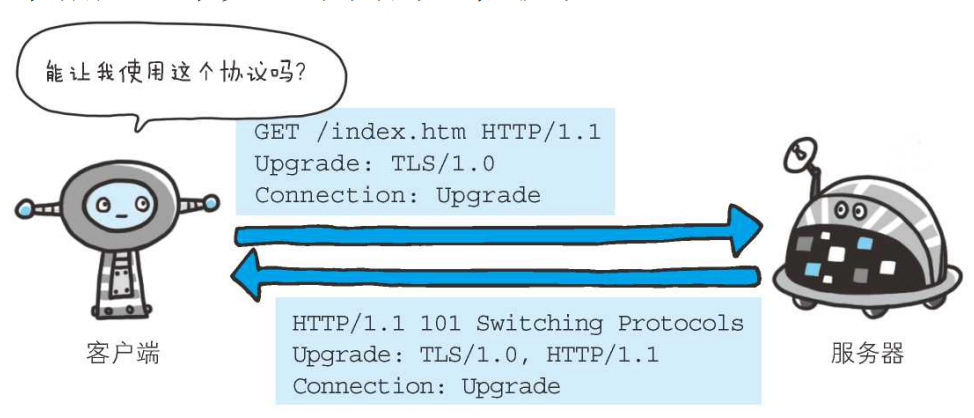 能让我使用这个协议吗?
GET /index.htm HTTP/1.1
Upgrade: TLS/1.0
Connection: Upgrade
HTTP/1.1 101 Switching Protocols
Upgrade: TLS/1.0, HTTP/1.1
Connection: Upgrade
客户端
服务器